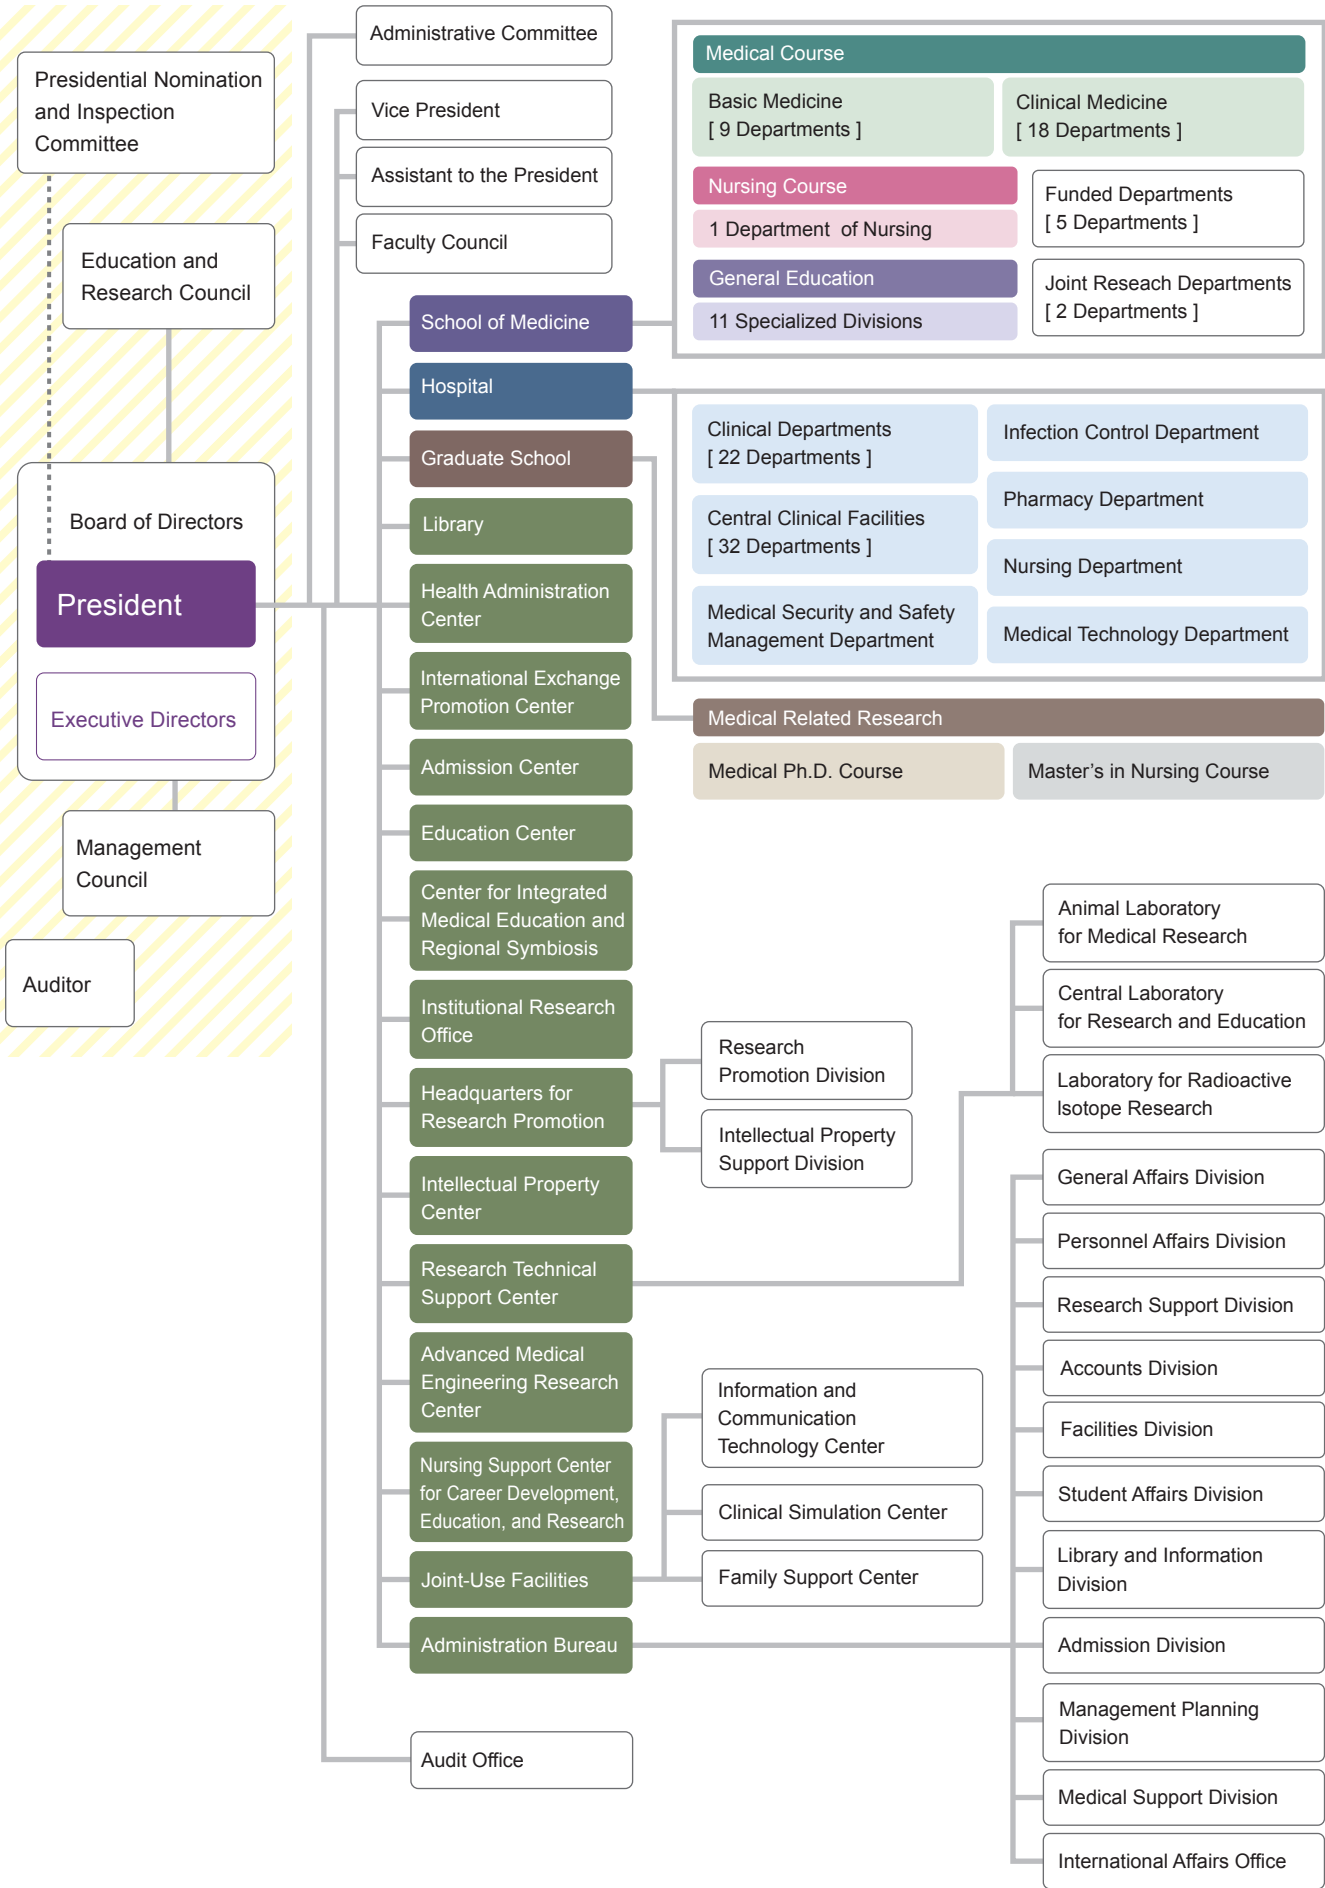 Presidential Nomination
and Inspection
Committee
Education and
Research Council
Board of Directors
President
Executive Directors
Management
Council
Auditor
Administrative Committee
Vice President
Assistant to the President
Faculty Council
School of Medicine
Hospital
Graduate School
Library
Health Administration
Center
International Exchange
Promotion Center
Admission Center
Education Center
Center for Integrated
Medical Education and
Regional Symbiosis
Institutional Research
Office
Headquarters for
Research Promotion
Intellectual Property
Center
Research Technical
Support Center
Advanced Medical
Engineering Research
Center
Nursing Support Center
for Career Development,
Education, and Research
Joint-Use Facilities
Administration Bureau
Audit Office
Medical Course
Basic Medicine
[ 9 Departments ]
Clinical Medicine
[ 18 Departments ]
Nursing Course
1 Department of Nursing
General Education
11 Specialized Divisions
Funded Departments
[ 5 Departments ]
Joint Reseach Departments
[ 2 Departments ]
Clinical Departments
[ 22 Departments ]
Central Clinical Facilities
[ 32 Departments ]
Medical Security and Safety
Management Department
Infection Control Department
Pharmacy Department
Nursing Department
Medical Technology Department
Medical Related Research
Medical Ph.D. Course
Master's in Nursing Course
Research
Promotion Division
Intellectual Property
Support Division
Animal Laboratory
for Medical Research
Central Laboratory
for Research and Education
Laboratory for Radioactive
Isotope Research
Information and
Communication
Technology Center
Clinical Simulation Center
Family Support Center
General Affairs Division
Personnel Affairs Division
Research Support Division
Accounts Division
Facilities Division
Student Affairs Division
Library and Information
Division
Admission Division
Management Planning
Division
Medical Support Division
International Affairs Office